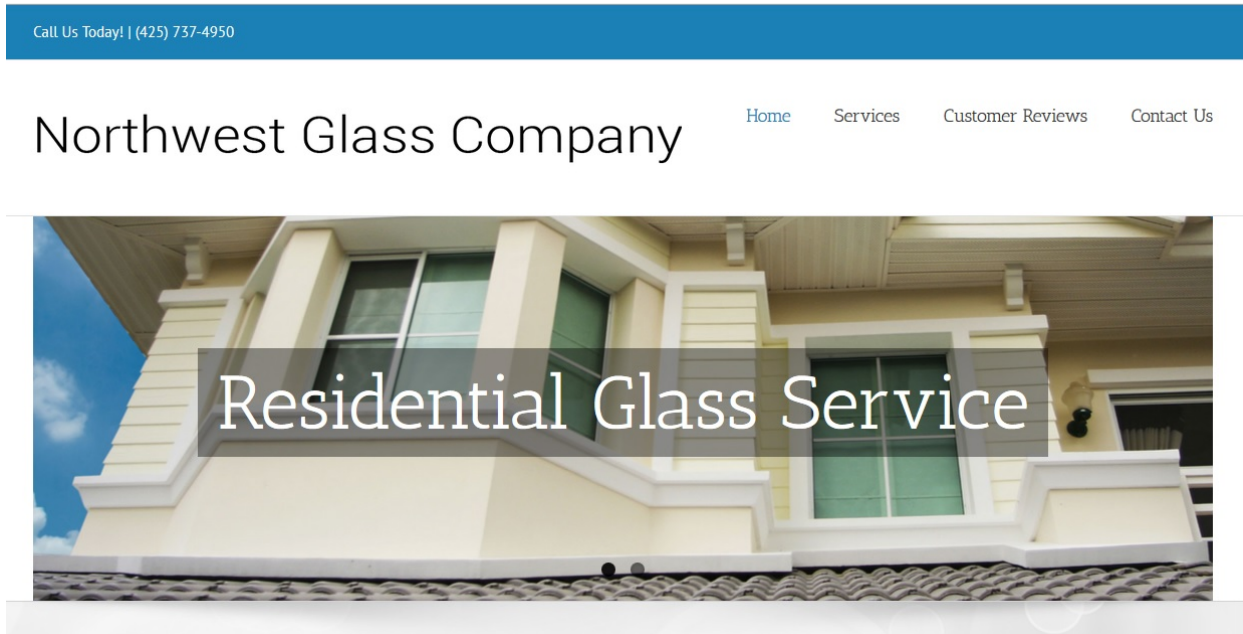 Call Us Today! | (425) 737-4950
Northwest Glass Company
Home Services Customer Reviews Contact Us
Residential Glass Service